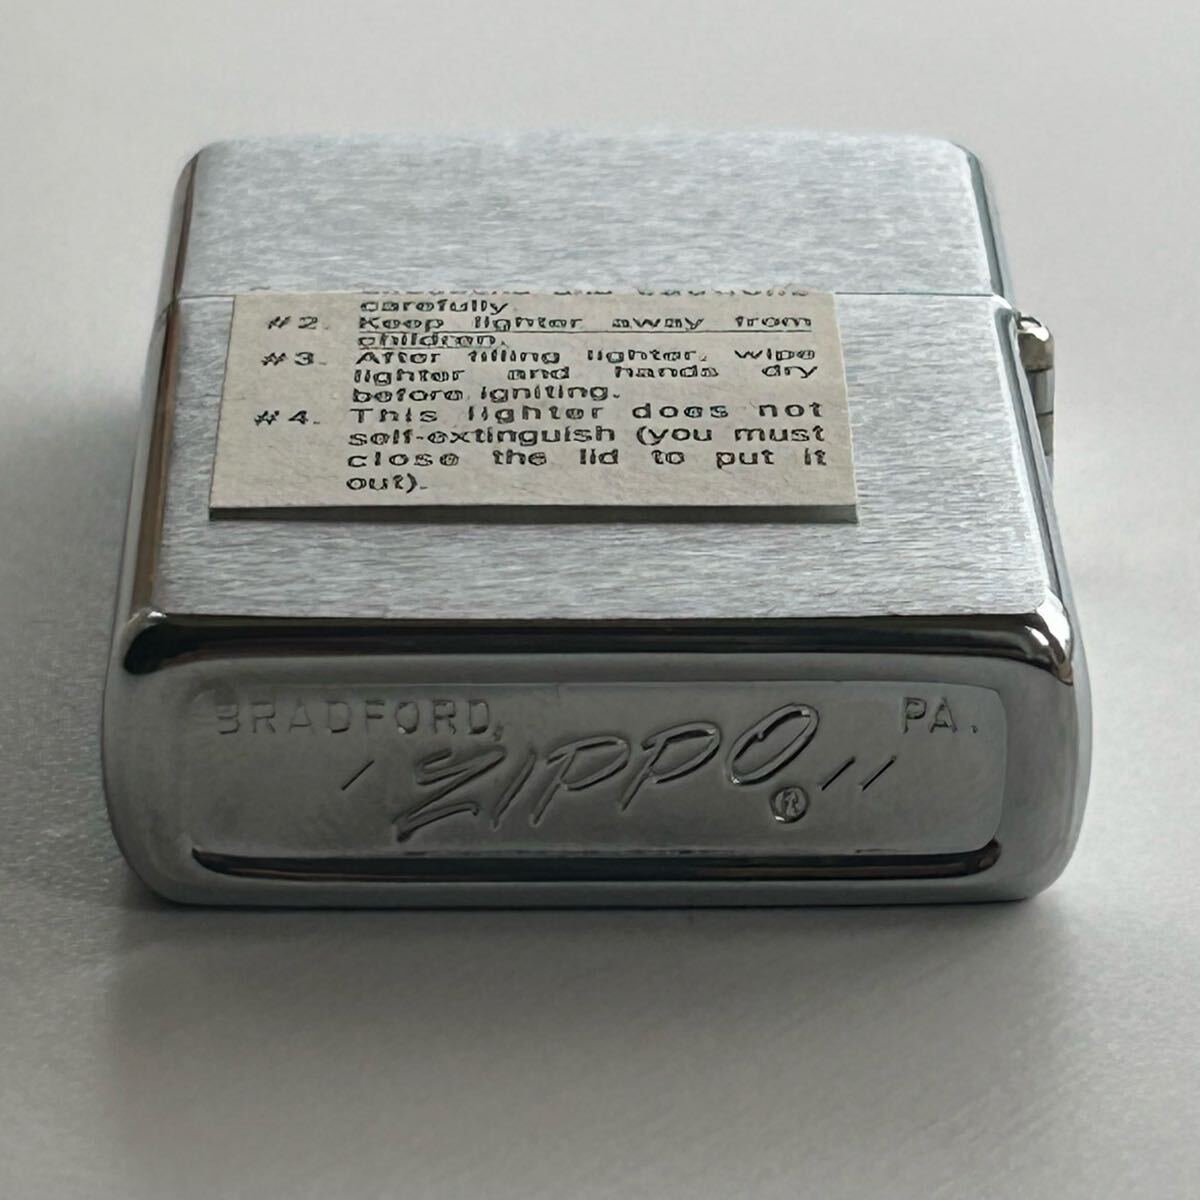 carefully.
#2. Keep lighter away from
children.
#3. After filling lighter, wipe
lighter and hands dry
before igniting.
#4. This lighter does not
self-extinguish (you must
close the lid to put it
out).
BRADFORD, PA.
/ ZIPPO ® //